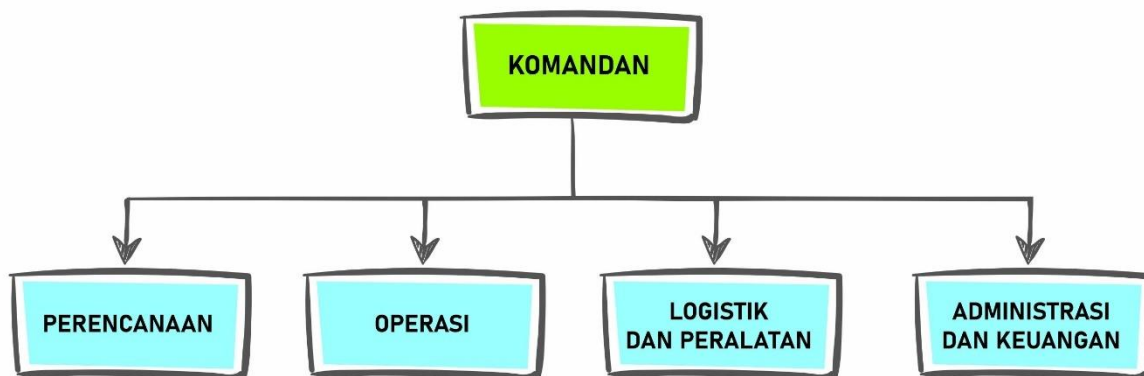 KOMANDAN
PERENCANAAN
OPERASI
LOGISTIK
DAN PERALATAN
ADMINISTRASI
DAN KEUANGAN